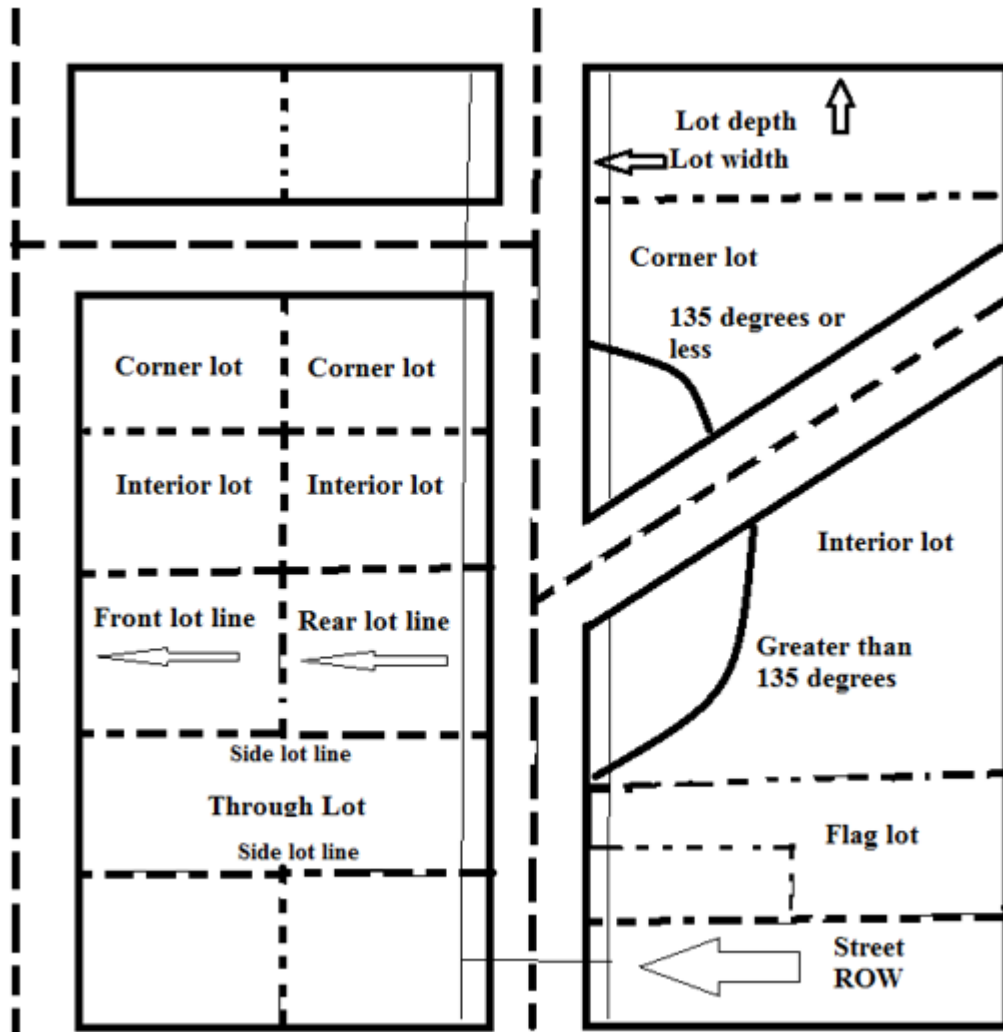 Lot depth
Lot width
Corner lot
135 degrees or
less
Corner lot
Corner lot
Interior lot
Interior lot
Interior lot
Front lot line
Rear lot line
Greater than
135 degrees
Side lot line
Through Lot
Side lot line
Flag lot
Street
ROW